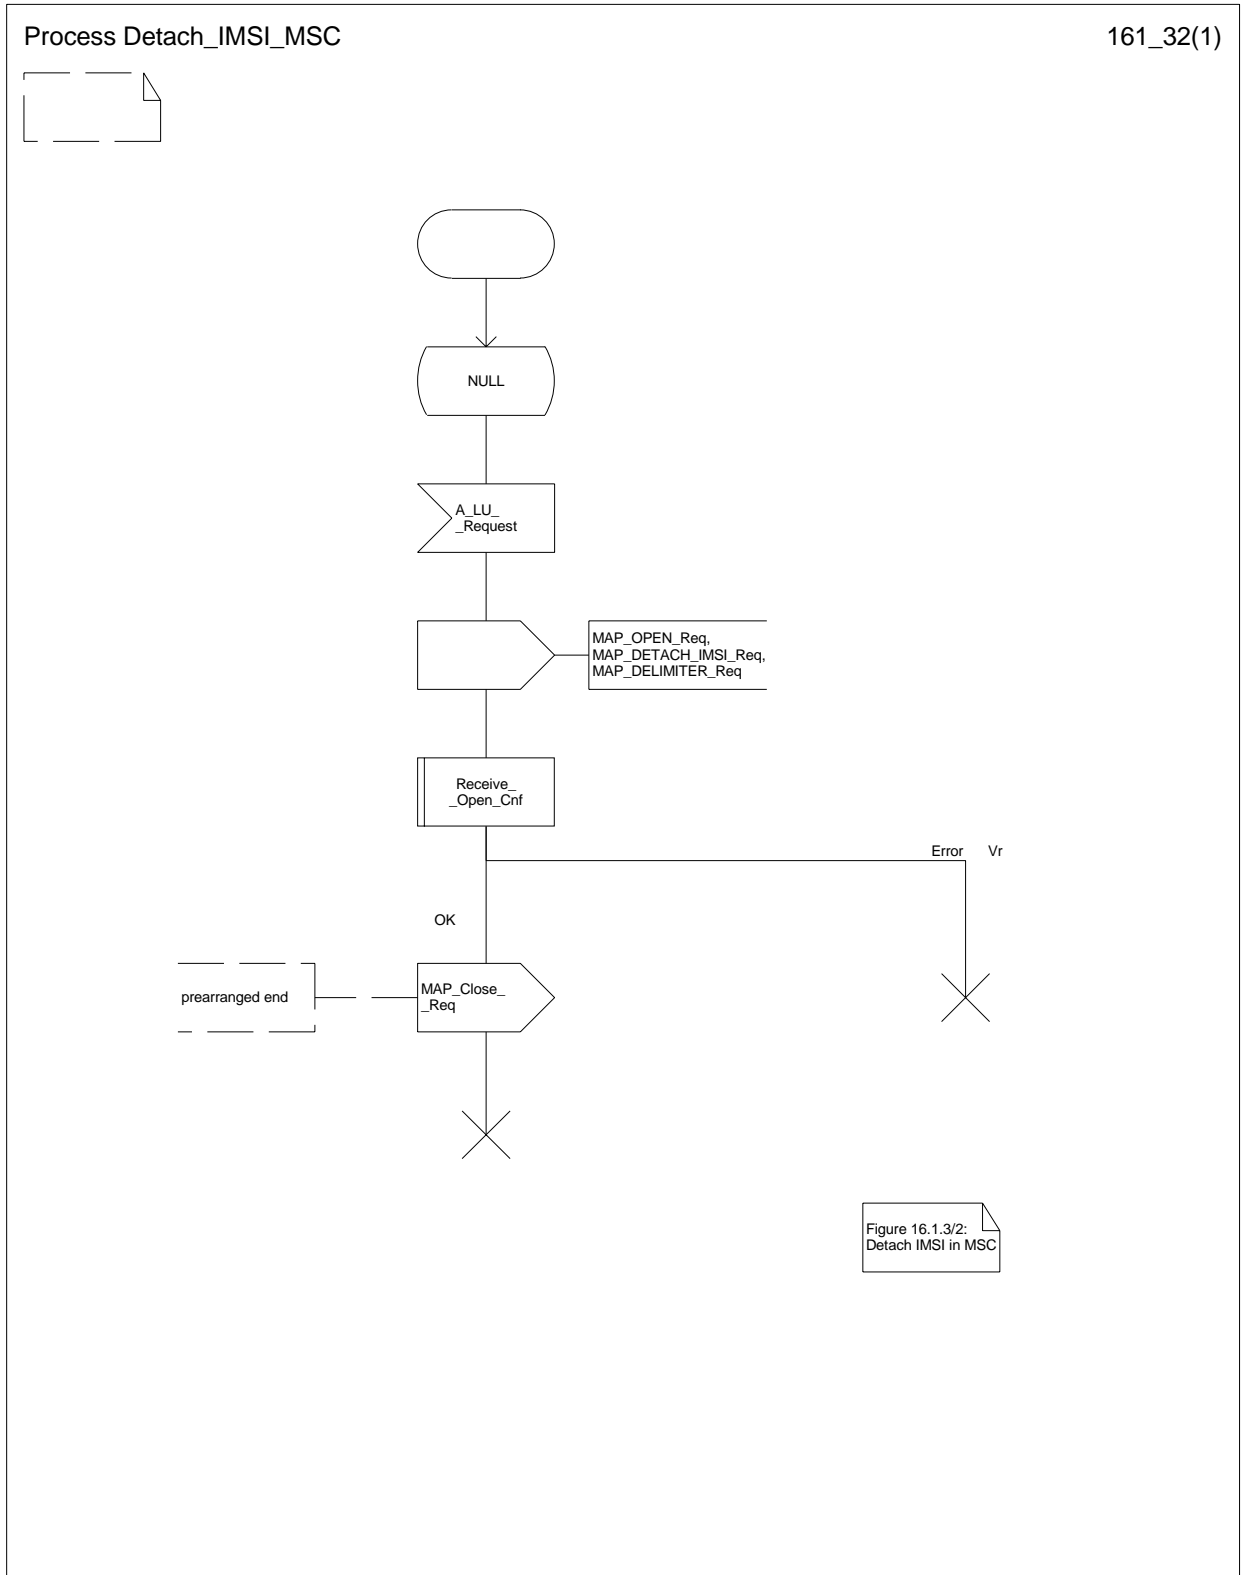 Process Detach_IMSI_MSC
161_32(1)
NULL
A_LU_
_Request
MAP_OPEN_Req,
MAP_DETACH_IMSI_Req,
MAP_DELIMITER_Req
Receive_
_Open_Cnf
Error
Vr
OK
prearranged end
MAP_Close_
_Req
Figure 16.1.3/2:
Detach IMSI in MSC